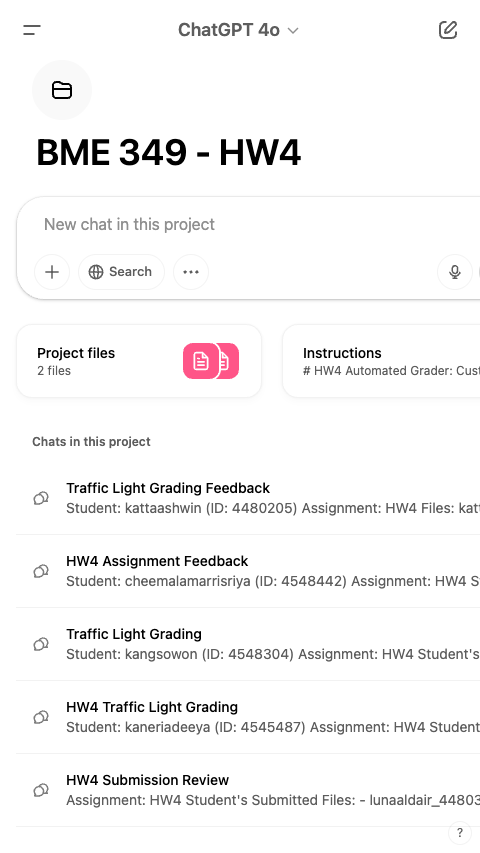 ChatGPT 4o
BME 349 - HW4
New chat in this project
Search
Project files
2 files
Instructions
# HW4 Automated Grader: Cust
Chats in this project
Traffic Light Grading Feedback
Student: kattaashwin (ID: 4480205) Assignment: HW4 Files: katt
HW4 Assignment Feedback
Student: cheemalamarrisriya (ID: 4548442) Assignment: HW4 S
Traffic Light Grading
Student: kangsowon (ID: 4548304) Assignment: HW4 Student's
HW4 Traffic Light Grading
Student: kaneriadeeya (ID: 4545487) Assignment: HW4 Student
HW4 Submission Review
Assignment: HW4 Student's Submitted Files: - lunaaldair_44803
?